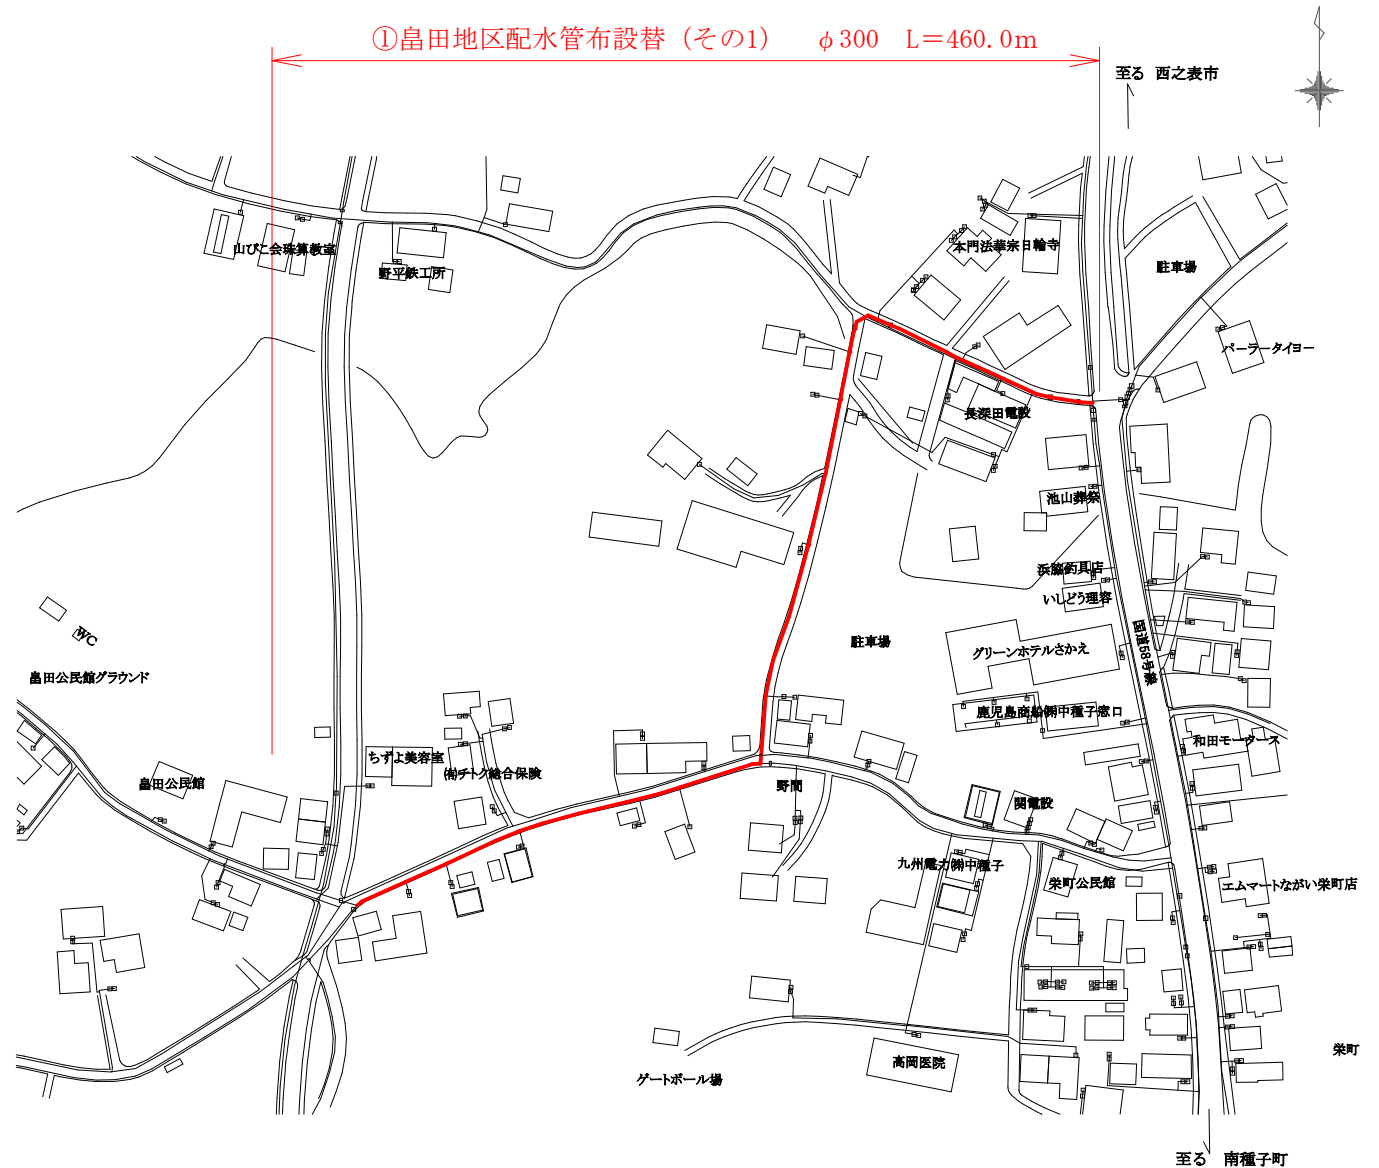 ①畠田地区配水管布設替（その1）　φ300　L＝460.0m
至る　西之表市
山びこ会珠算教室
野平鉄工所
本門法華宗日輪寺
駐車場
パーラータイヨー
長深田電設
池山葬祭
浜脇釣具店
いしどう理容
国道58号線
WC
畠田公民館グラウンド
駐車場
グリーンホテルさかえ
鹿児島商船㈱中種子窓口
和田モータース
ちずよ美容室
㈲チトク総合保険
畠田公民館
野間
関電設
九州電力㈱中種子
栄町公民館
エムマートながい栄町店
高岡医院
ゲートボール場
栄町
至る　南種子町